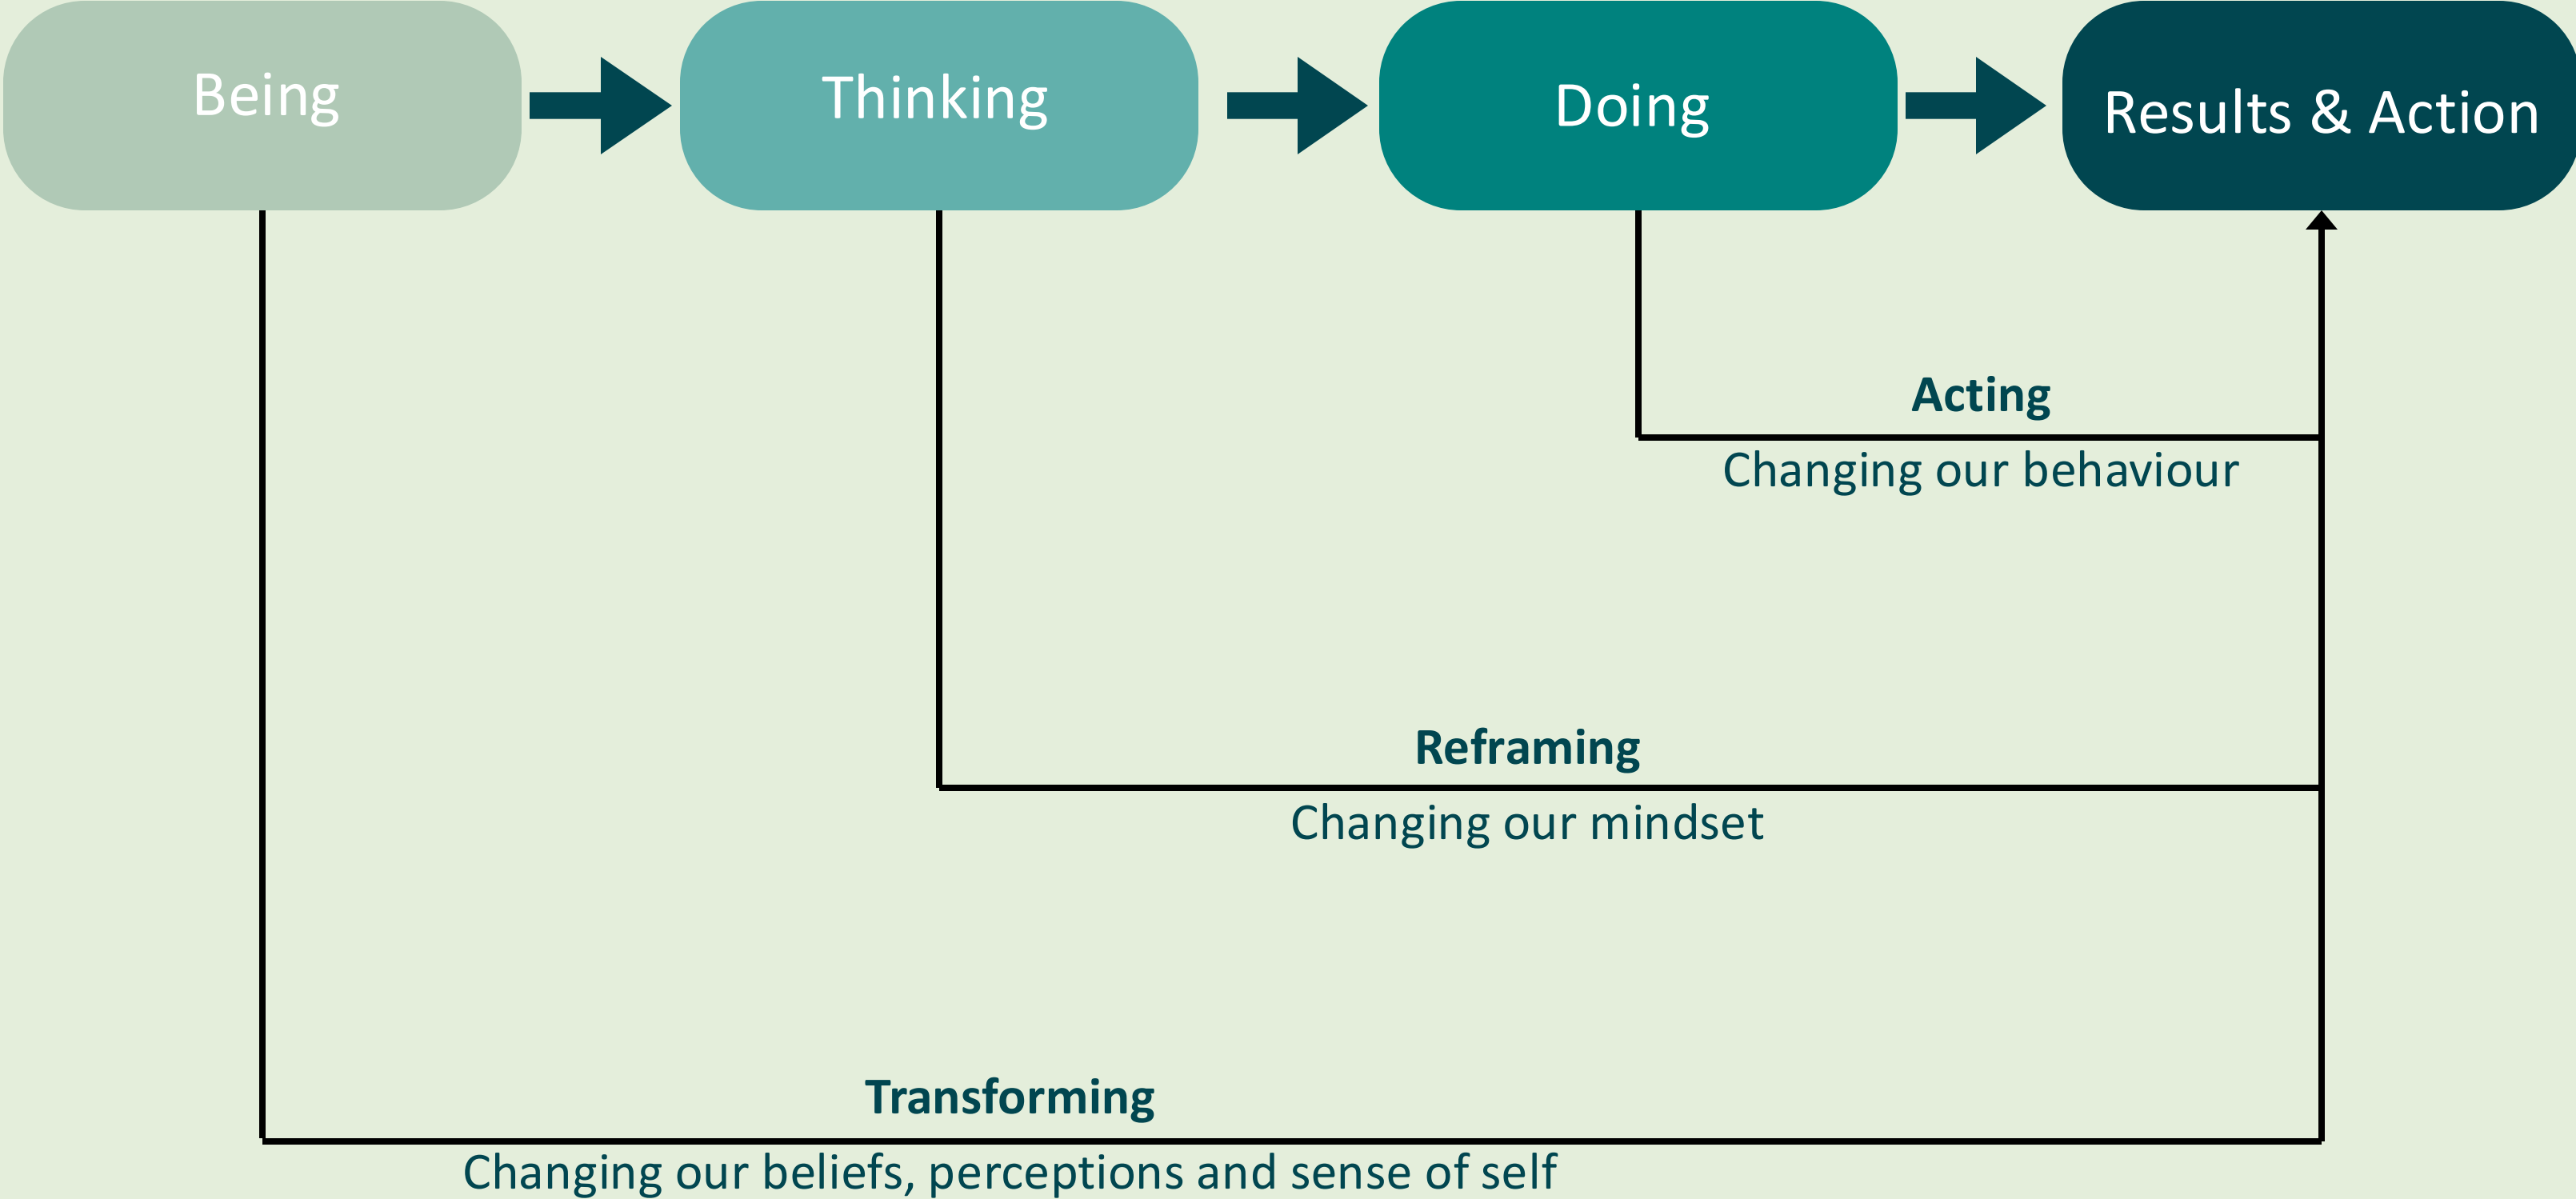 Being
Thinking
Doing
Results & Action
Acting
Changing our behaviour
Reframing
Changing our mindset
Transforming
Changing our beliefs, perceptions and sense of self